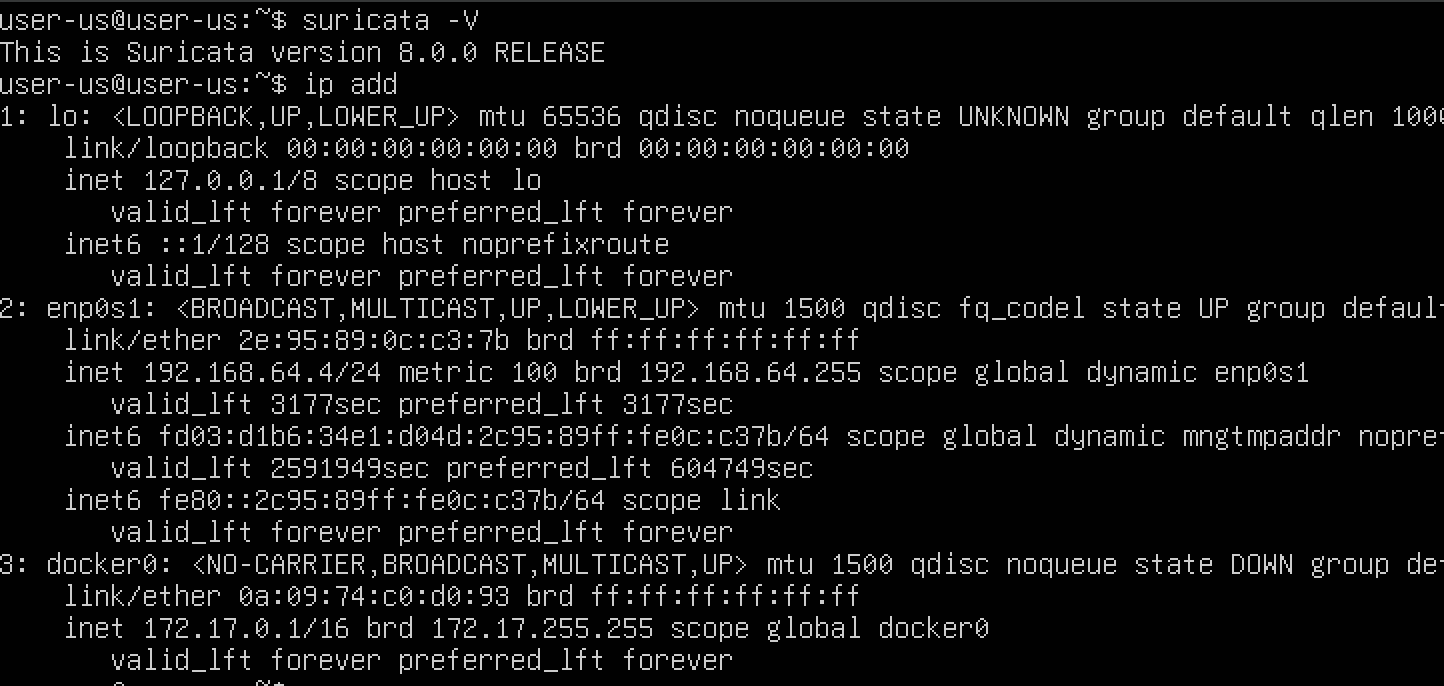 user-us@user-us:~$ suricata -V
This is Suricata version 8.0.0 RELEASE
user-us@user-us:~$ ip add
1: lo: <LOOPBACK,UP,LOWER_UP> mtu 65536 qdisc noqueue state UNKNOWN group default qlen 1000
    link/loopback 00:00:00:00:00:00 brd 00:00:00:00:00:00
    inet 127.0.0.1/8 scope host lo
       valid_lft forever preferred_lft forever
    inet6 ::1/128 scope host noprefixroute
       valid_lft forever preferred_lft forever
2: enp0s1: <BROADCAST,MULTICAST,UP,LOWER_UP> mtu 1500 qdisc fq_codel state UP group default
    link/ether 2e:95:89:0c:c3:7b brd ff:ff:ff:ff:ff:ff
    inet 192.168.64.4/24 metric 100 brd 192.168.64.255 scope global dynamic enp0s1
       valid_lft 3177sec preferred_lft 3177sec
    inet6 fd03:d1b6:34e1:d04d:2c95:89ff:fe0c:c37b/64 scope global dynamic mngtmpaddr nopre
       valid_lft 2591949sec preferred_lft 604749sec
    inet6 fe80::2c95:89ff:fe0c:c37b/64 scope link
       valid_lft forever preferred_lft forever
3: docker0: <NO-CARRIER,BROADCAST,MULTICAST,UP> mtu 1500 qdisc noqueue state DOWN group de
    link/ether 0a:09:74:c0:d0:93 brd ff:ff:ff:ff:ff:ff
    inet 172.17.0.1/16 brd 172.17.255.255 scope global docker0
       valid_lft forever preferred_lft forever